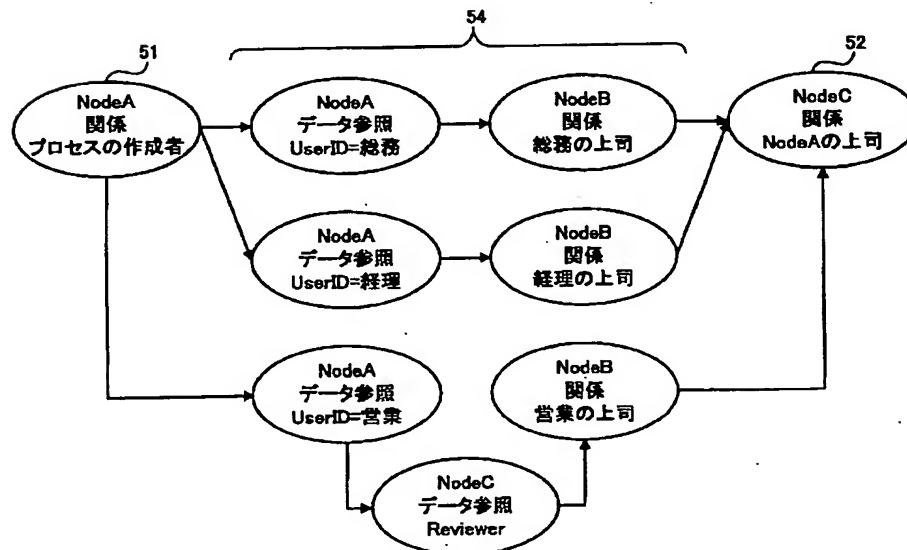 54
51
52
NodeA
関係
プロセスの作成者
NodeA
データ参照
UserID=総務
NodeB
関係
総務の上司
NodeC
関係
NodeAの上司
NodeA
データ参照
UserID=経理
NodeB
関係
経理の上司
NodeA
データ参照
UserID=営業
NodeB
関係
営業の上司
NodeC
データ参照
Reviewer